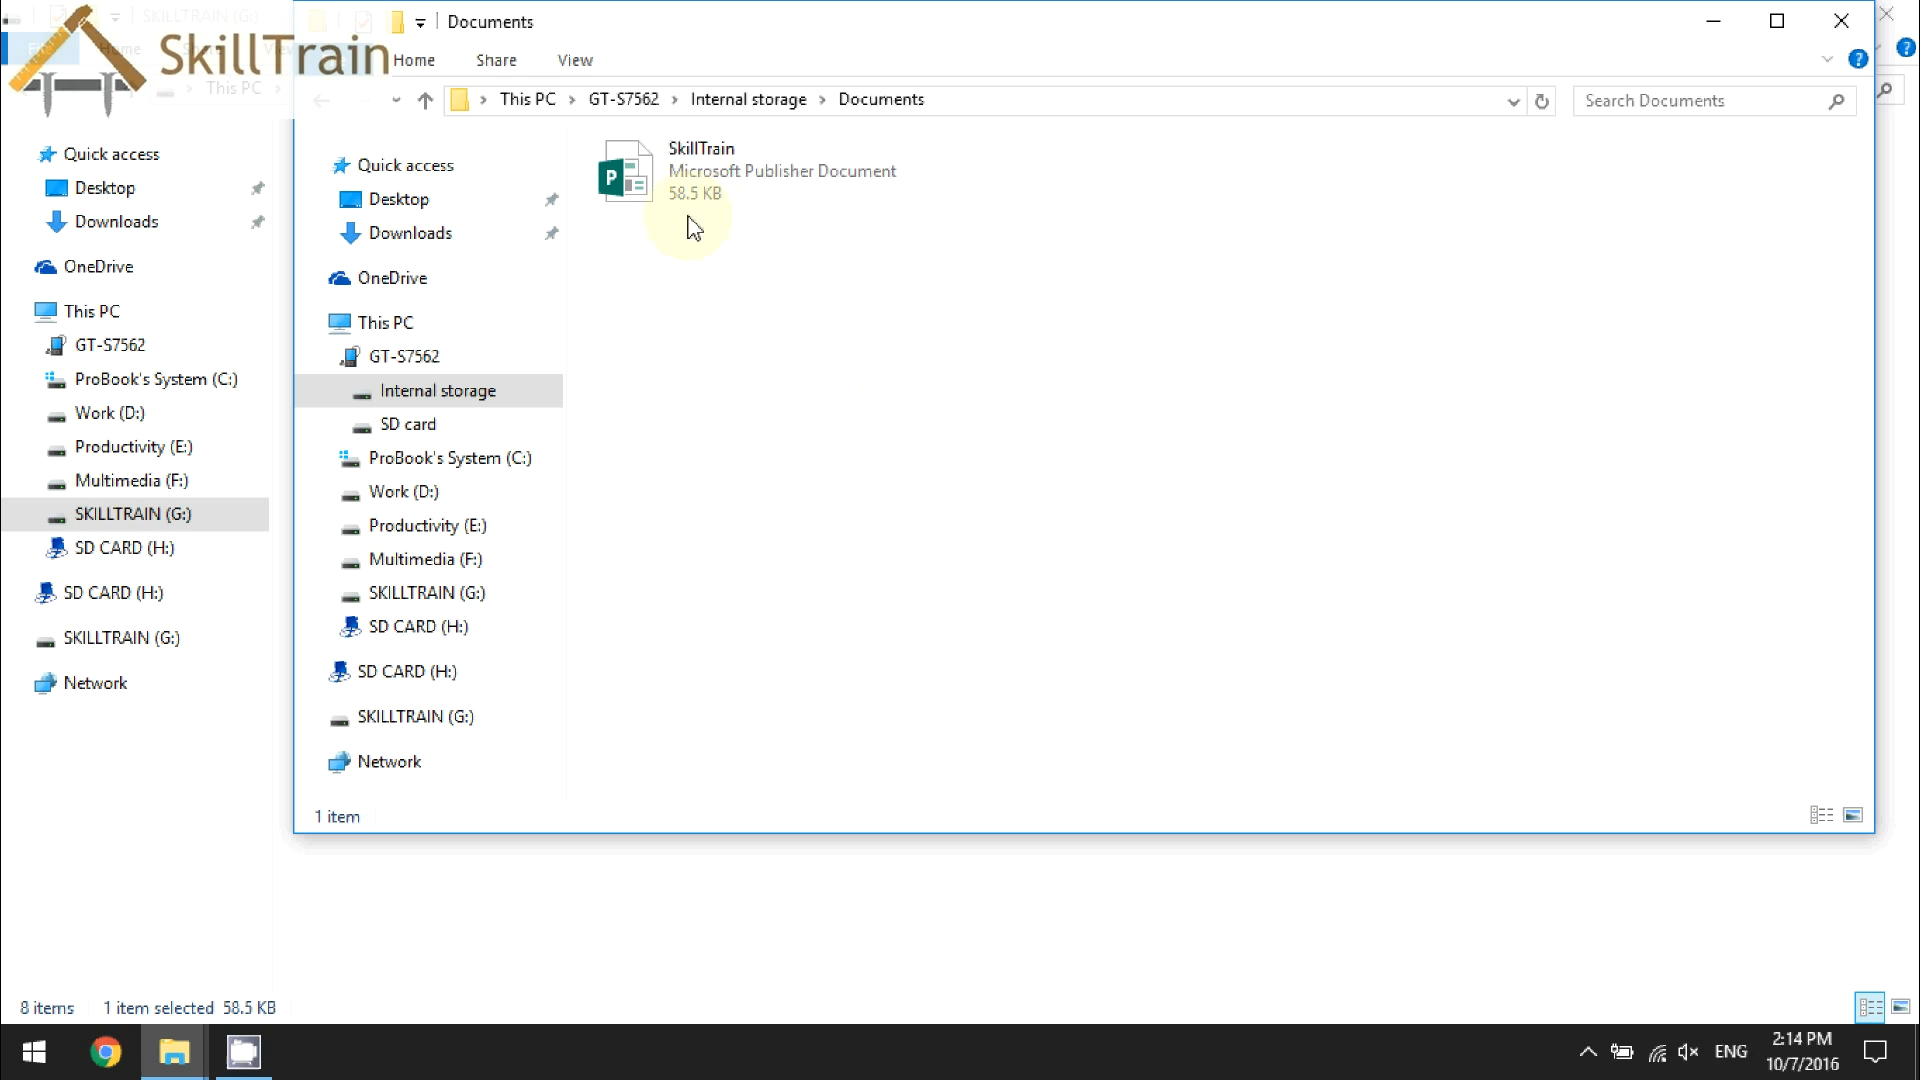 SKILLTRAIN (G:)
Documents
SkillTrain
Home
Share
View
Home
Share
View
This PC
This PC
GT-S7562
Internal storage
Documents
Search Documents
Quick access
Desktop
Downloads
OneDrive
This PC
GT-S7562
ProBook's System (C:)
Work (D:)
Productivity (E:)
Multimedia (F:)
SKILLTRAIN (G:)
SD CARD (H:)
SD CARD (H:)
SKILLTRAIN (G:)
Network
Quick access
Desktop
Downloads
OneDrive
This PC
GT-S7562
Internal storage
SD card
ProBook's System (C:)
Work (D:)
Productivity (E:)
Multimedia (F:)
SKILLTRAIN (G:)
SD CARD (H:)
SD CARD (H:)
SKILLTRAIN (G:)
Network
P
SkillTrain
Microsoft Publisher Document
58.5 KB
1 item
8 items 1 item selected 58.5 KB
ENG
2:14 PM
10/7/2016